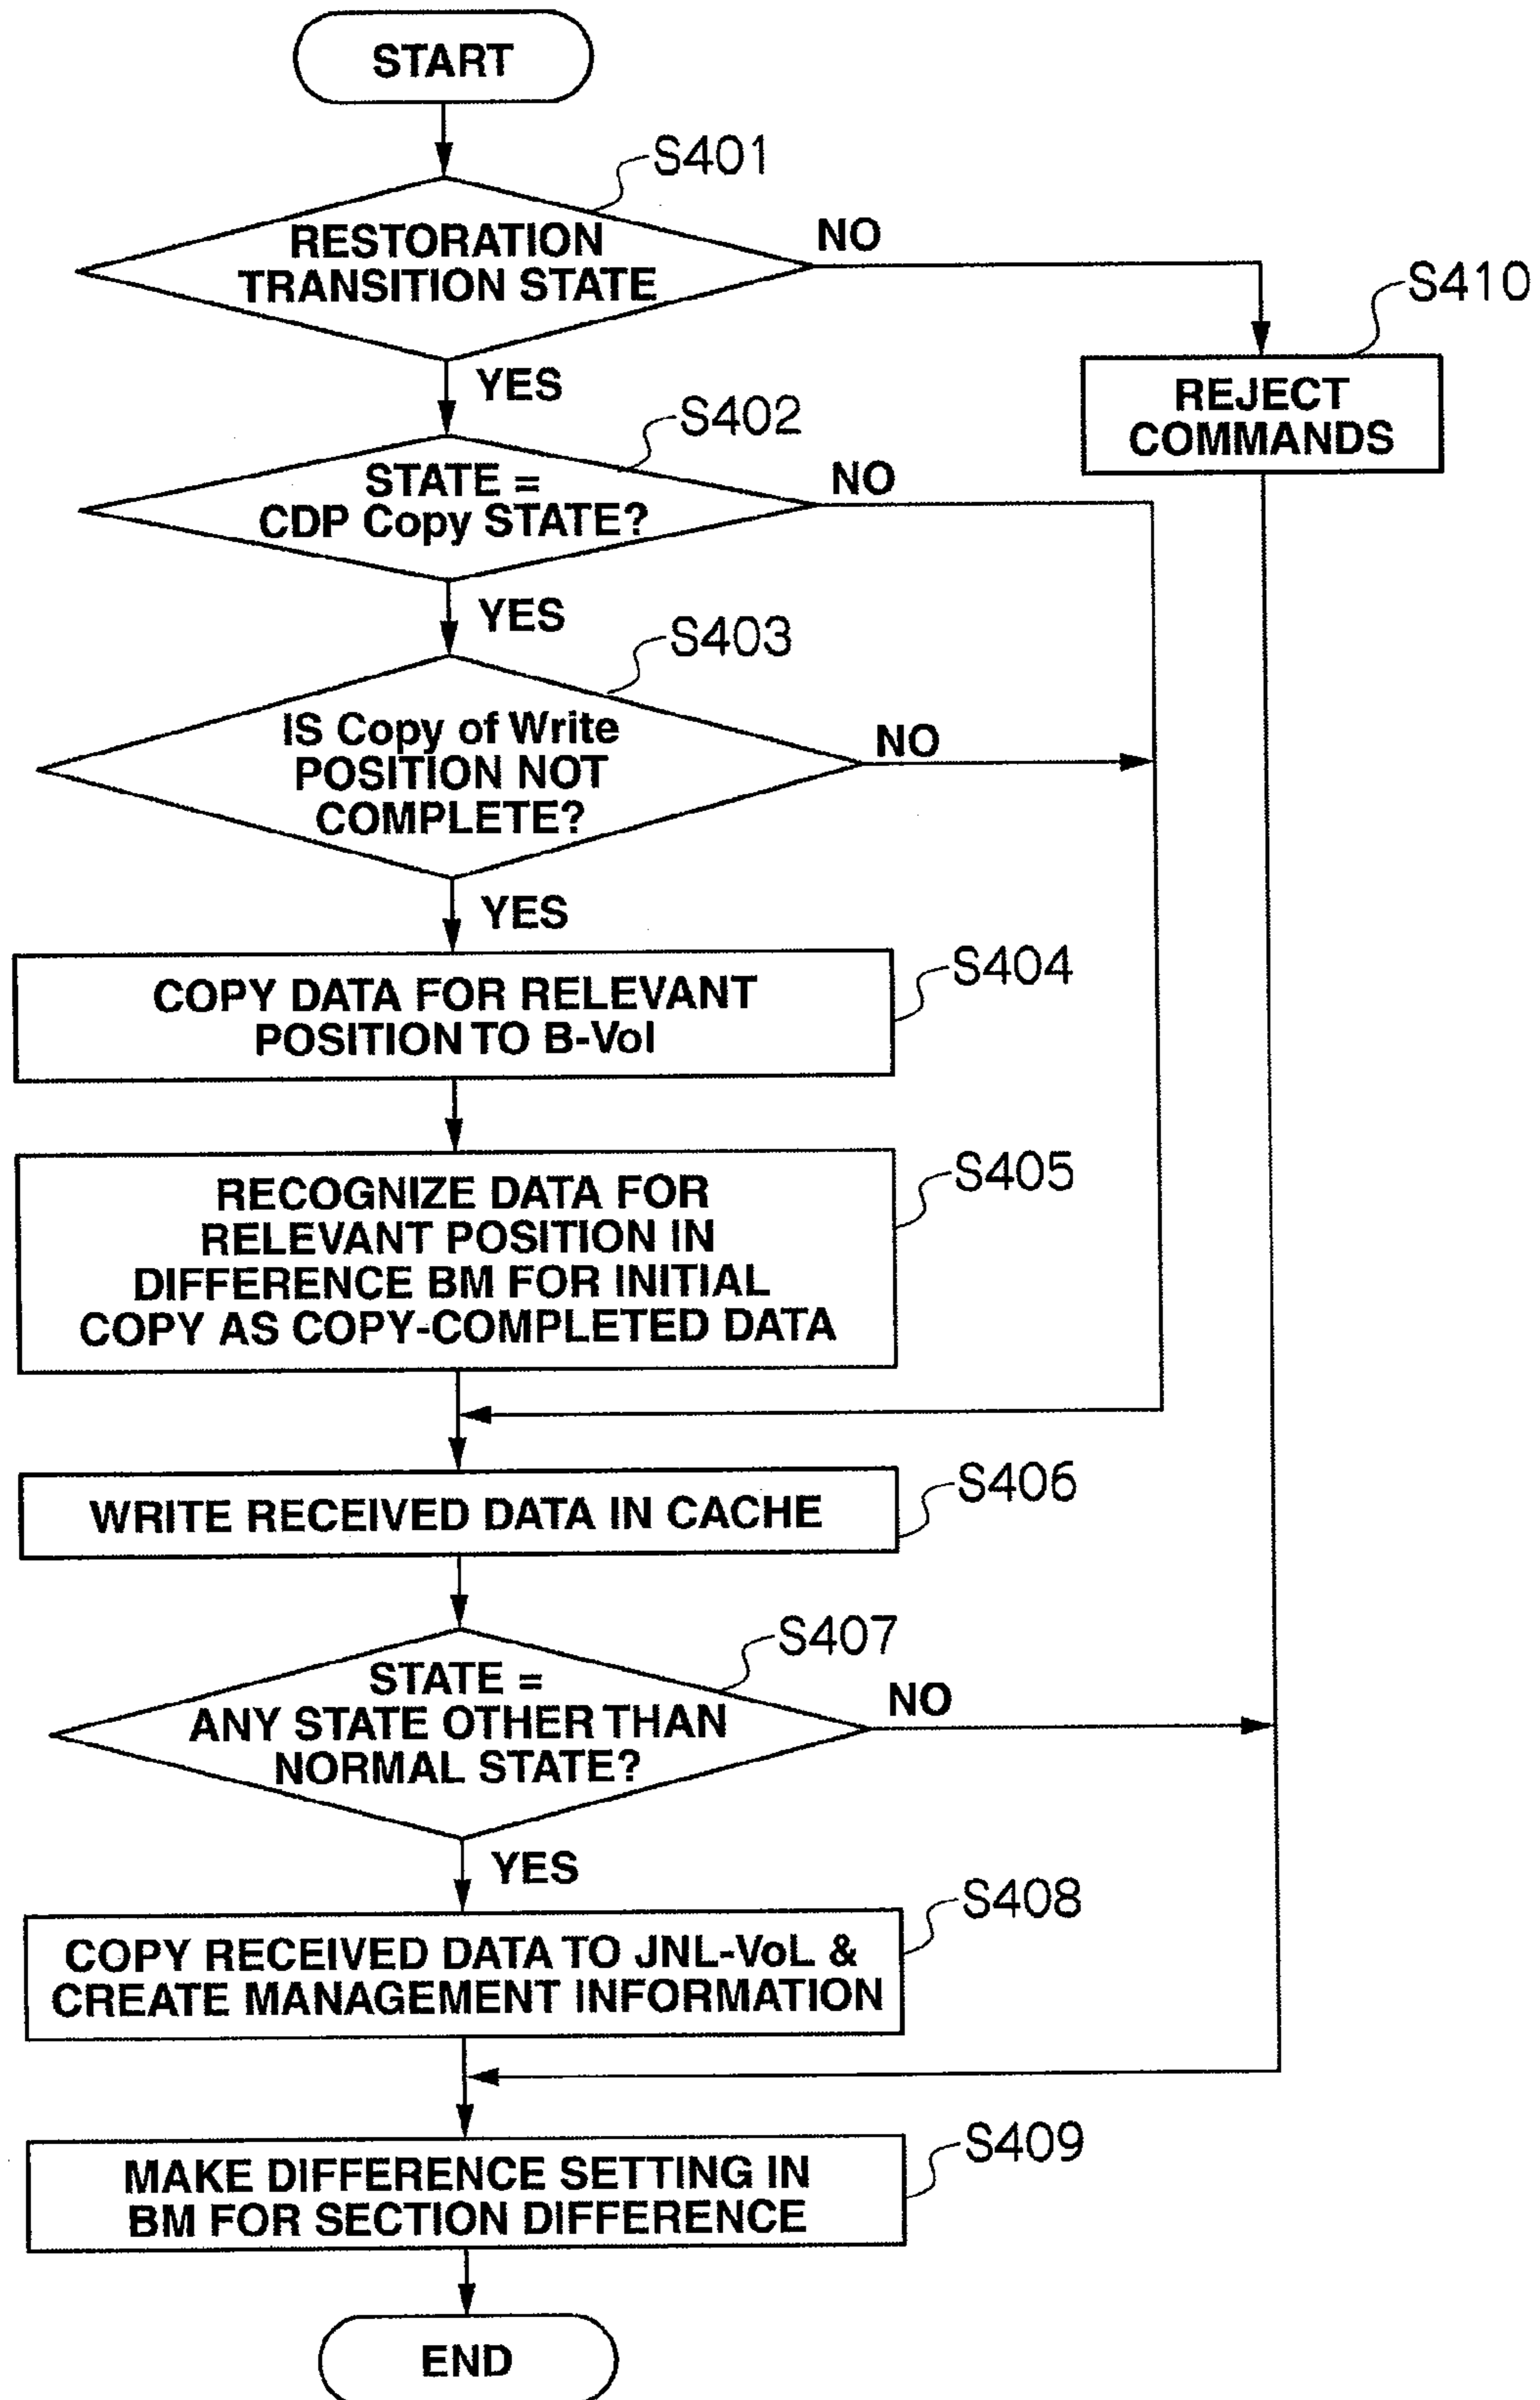 START
S401
RESTORATION
TRANSITION STATE
NO
S410
REJECT
COMMANDS
YES
S402
STATE =
CDP Copy STATE?
NO
YES
S403
IS Copy of Write
POSITION NOT
COMPLETE?
NO
YES
S404
COPY DATA FOR RELEVANT
POSITION TO B-Vol
S405
RECOGNIZE DATA FOR
RELEVANT POSITION IN
DIFFERENCE BM FOR INITIAL
COPY AS COPY-COMPLETED DATA
S406
WRITE RECEIVED DATA IN CACHE
S407
STATE =
ANY STATE OTHER THAN
NORMAL STATE?
NO
YES
S408
COPY RECEIVED DATA TO JNL-VoL &
CREATE MANAGEMENT INFORMATION
S409
MAKE DIFFERENCE SETTING IN
BM FOR SECTION DIFFERENCE
END